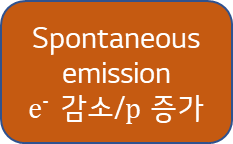 Spontaneous
emission
e⁻ 감소/p 증가